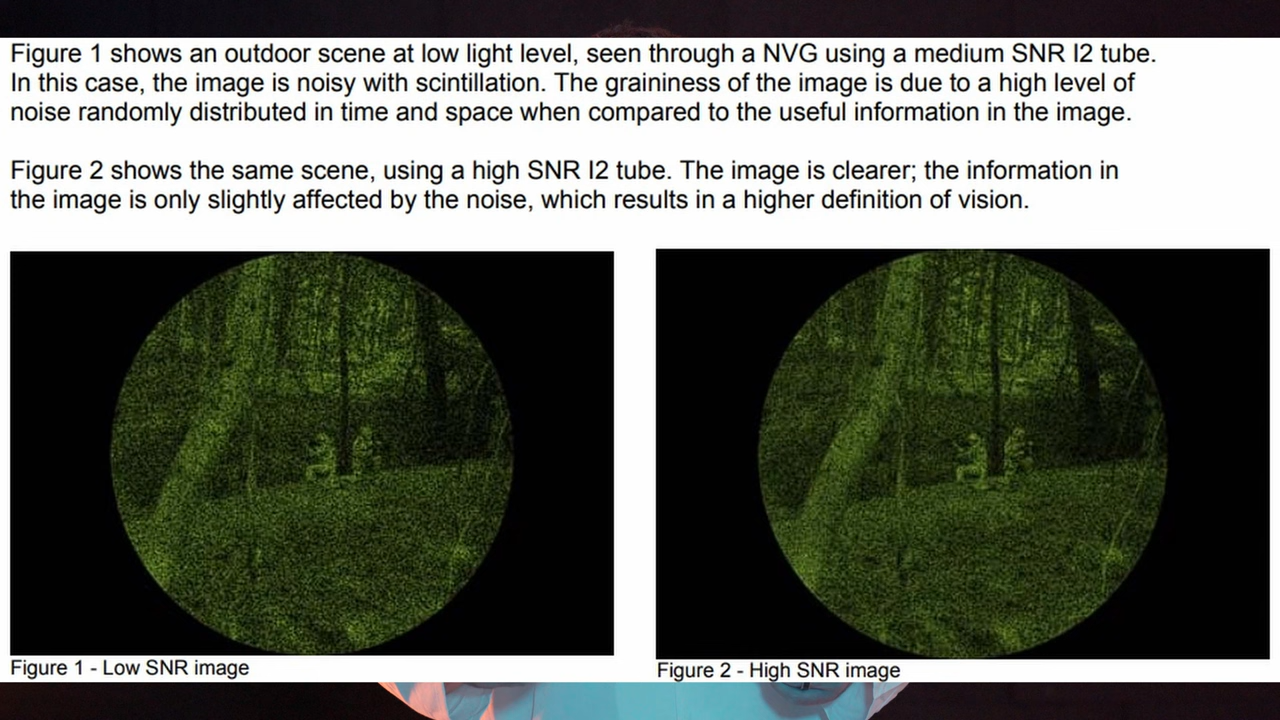 Figure 1 shows an outdoor scene at low light level, seen through a NVG using a medium SNR I2 tube.
In this case, the image is noisy with scintillation. The graininess of the image is due to a high level of
noise randomly distributed in time and space when compared to the useful information in the image.
Figure 2 shows the same scene, using a high SNR I2 tube. The image is clearer; the information in
the image is only slightly affected by the noise, which results in a higher definition of vision.
Figure 1 - Low SNR image
Figure 2 - High SNR image